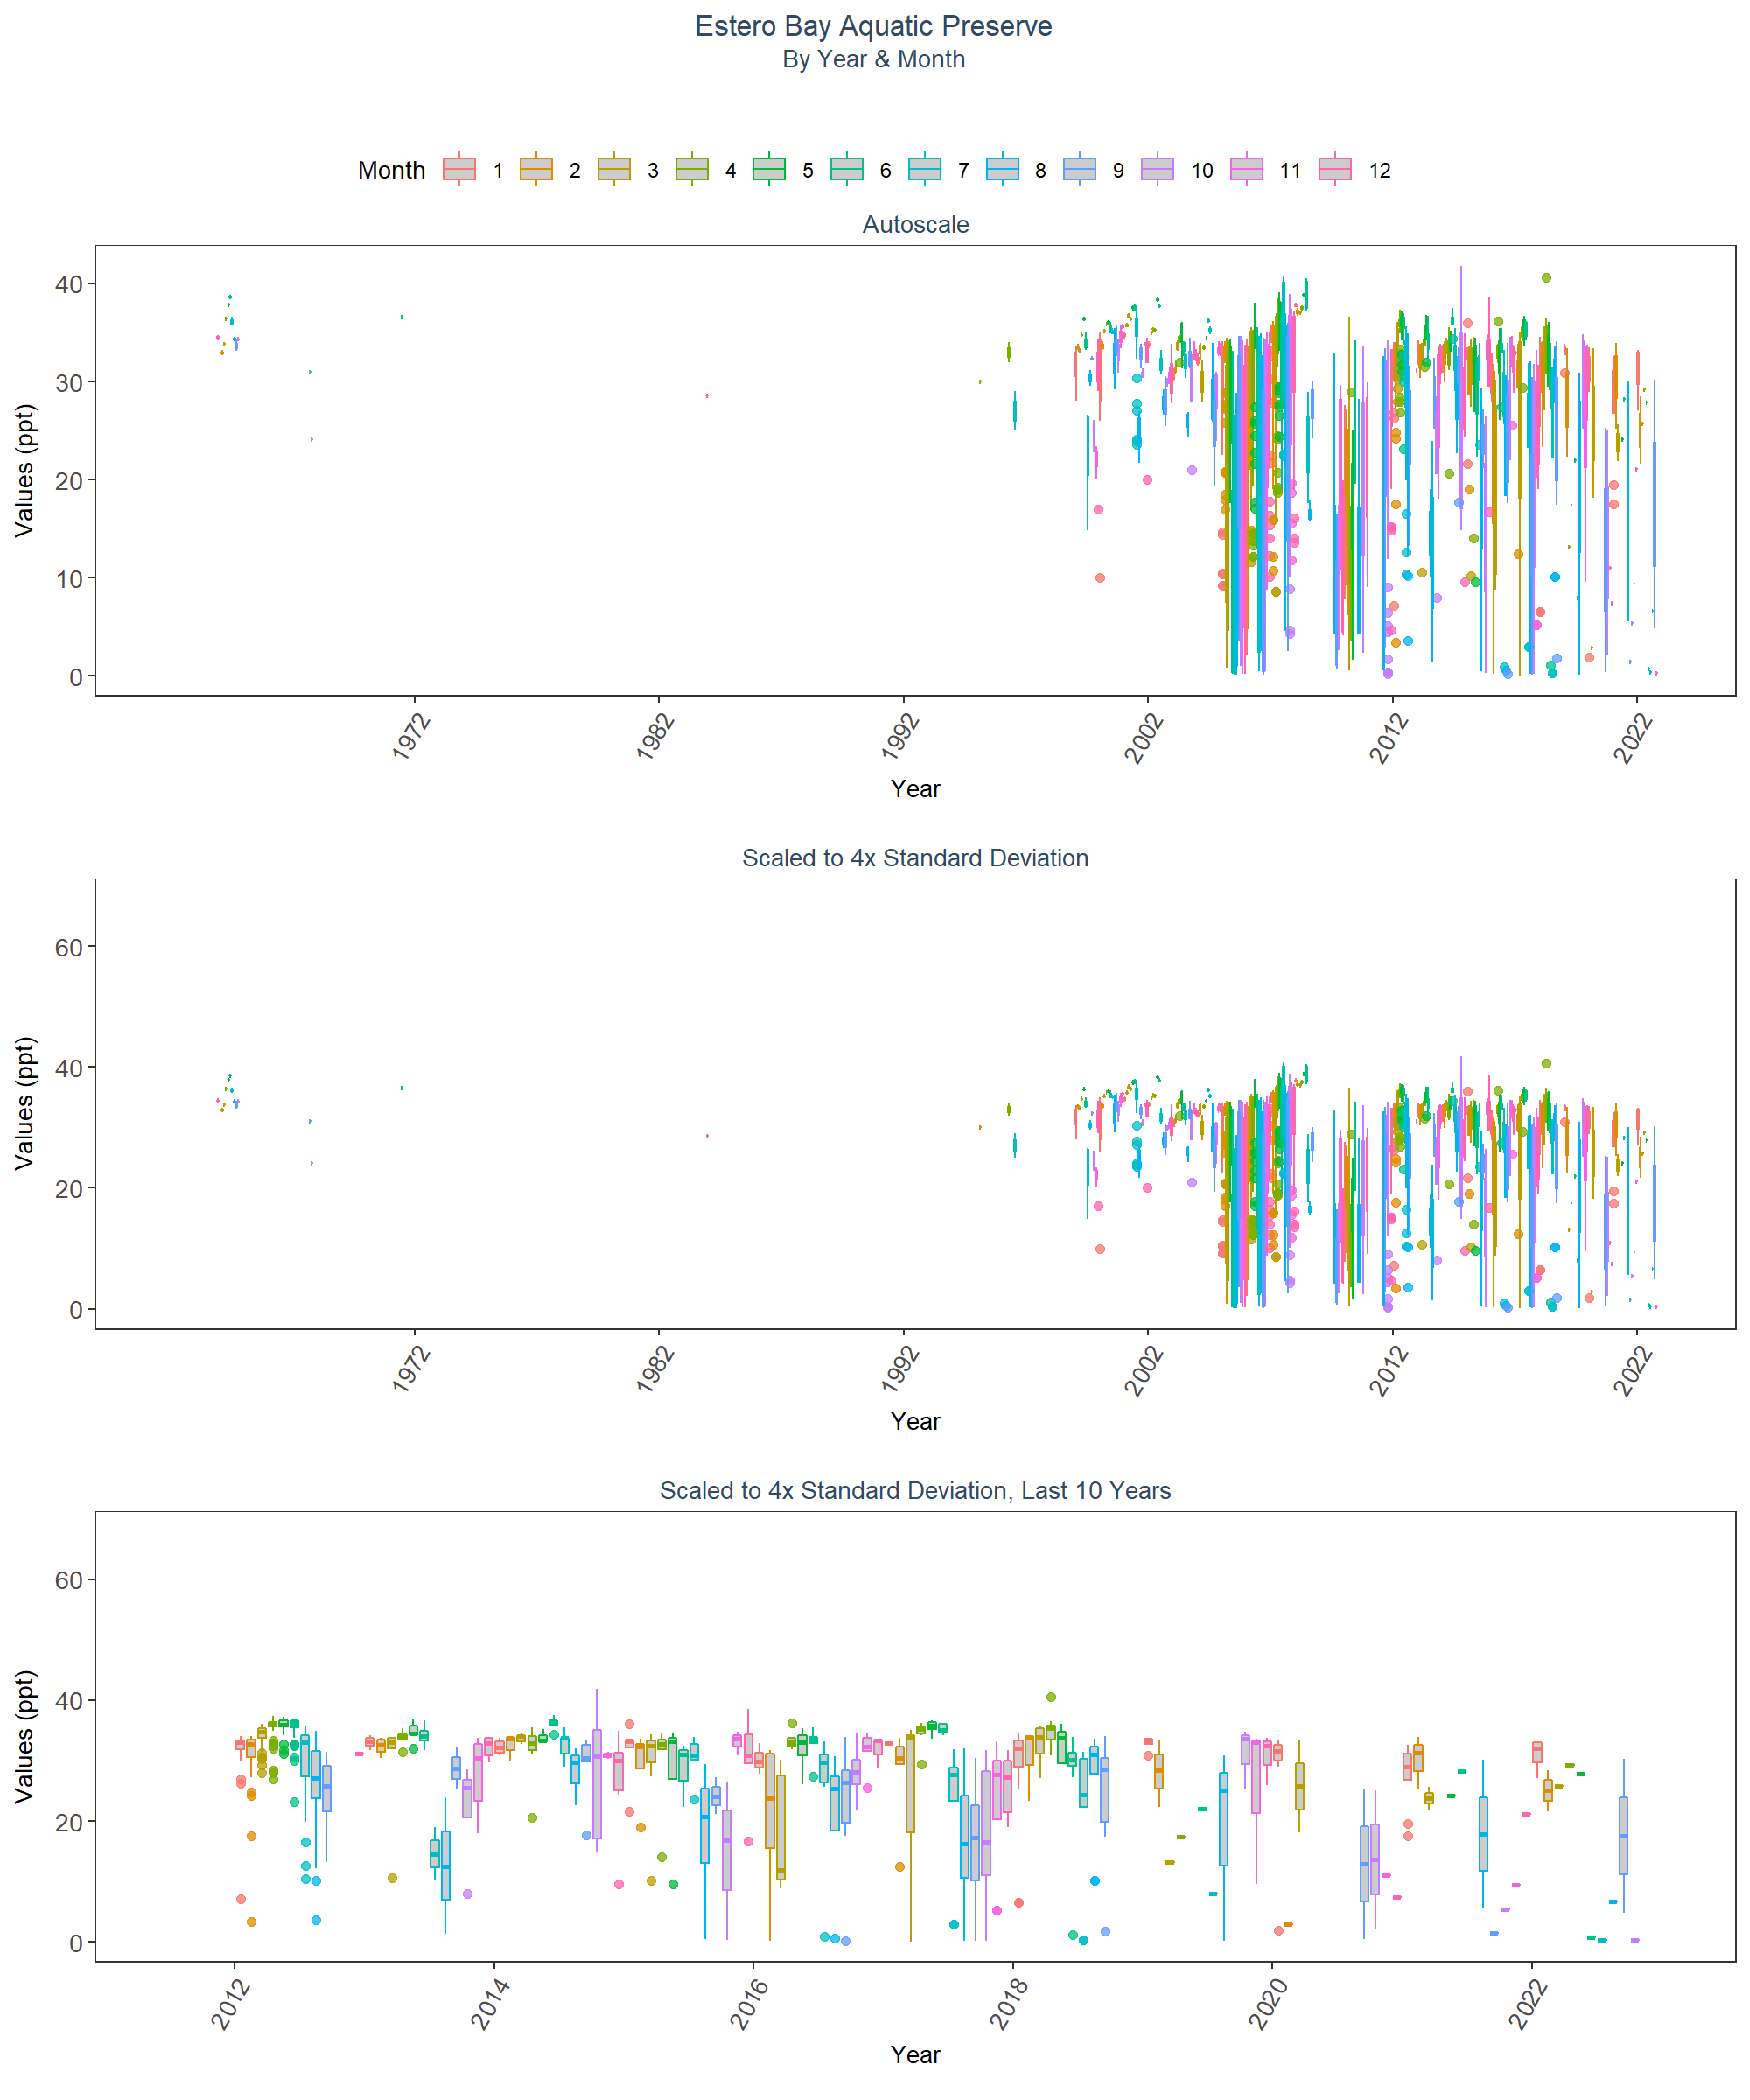 Estero Bay Aquatic Preserve
By Year & Month
Month 1 2 3 4 5 6 7 8 9 10 11 12
Autoscale
Values (ppt)
40
30
20
10
0
1972 1982 1992 2002 2012 2022
Year
Scaled to 4x Standard Deviation
Values (ppt)
60
40
20
0
1972 1982 1992 2002 2012 2022
Year
Scaled to 4x Standard Deviation, Last 10 Years
Values (ppt)
60
40
20
0
2012 2014 2016 2018 2020 2022
Year